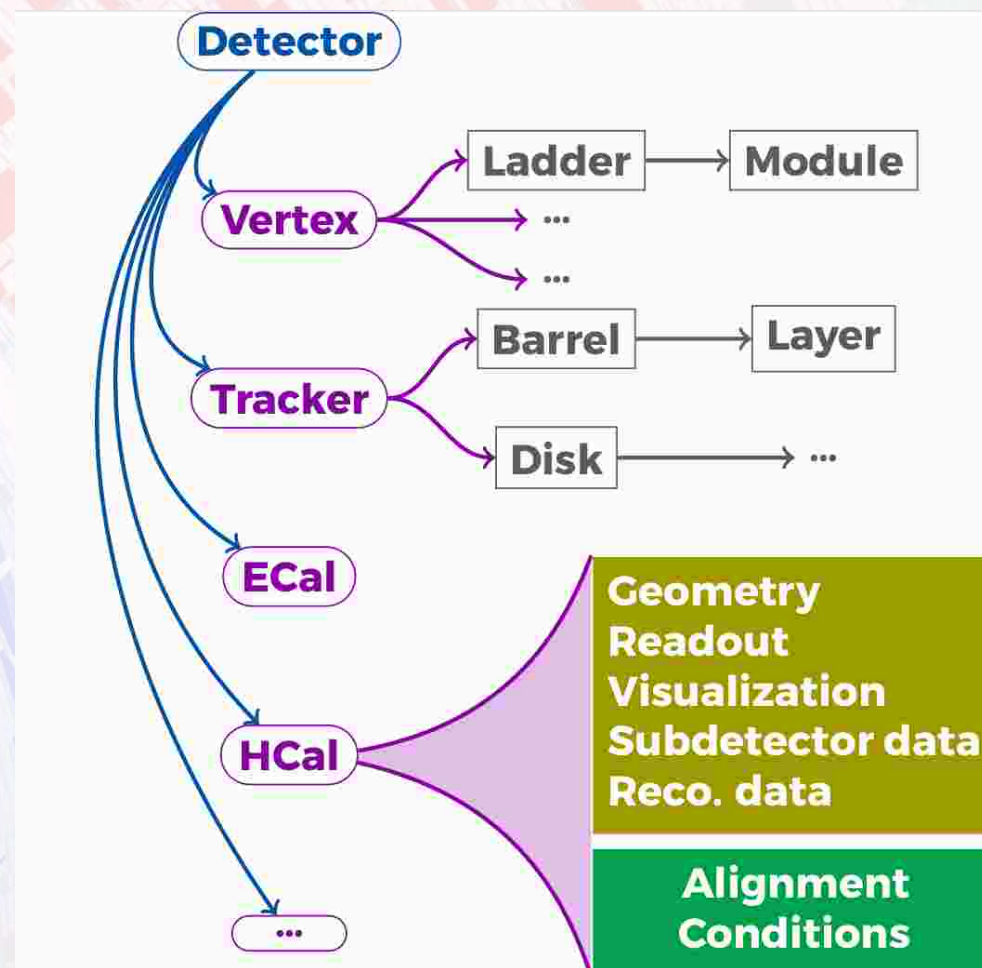 Detector
Ladder
Module
Vertex
...
...
Barrel
Layer
Tracker
Disk
...
ECal
Geometry
Readout
Visualization
Subdetector data
Reco. data
HCal
Alignment
Conditions
...